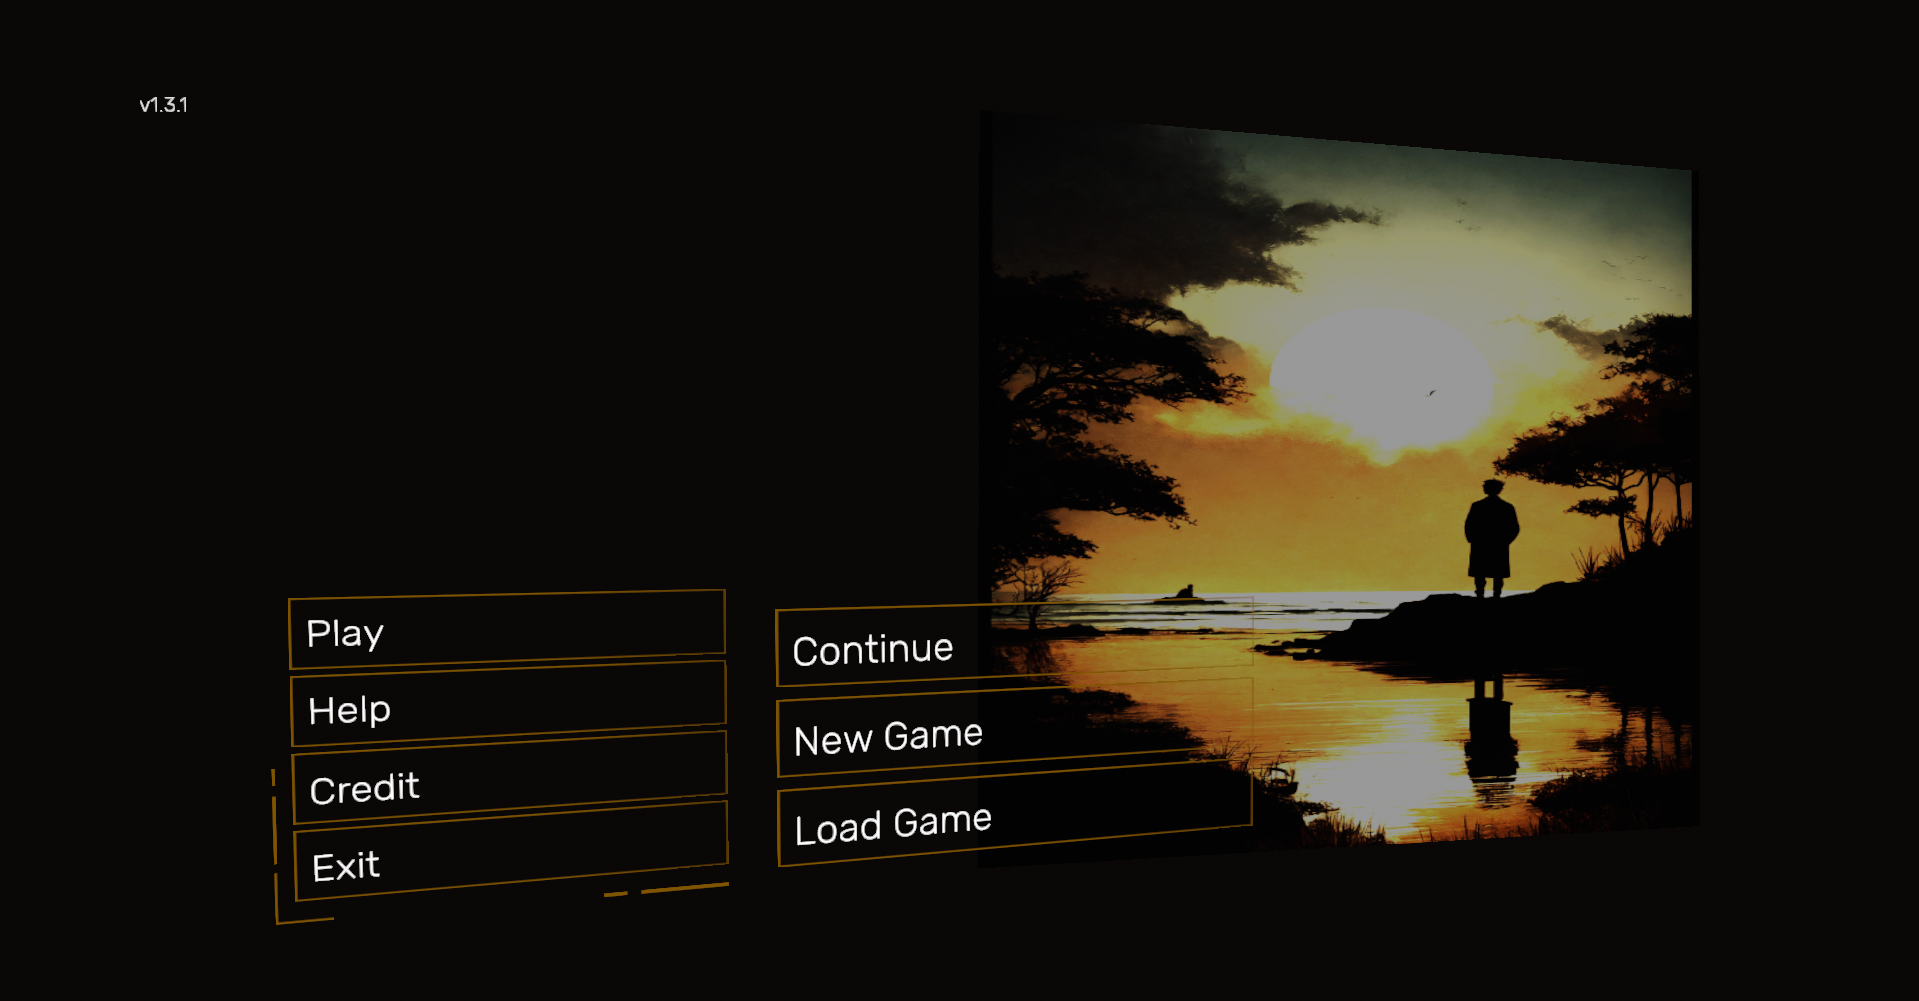 v1.3.1
Play
Help
Credit
Exit
Continue
New Game
Load Game